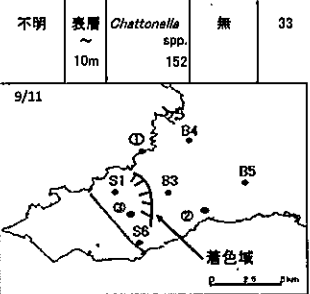 不明
表層
～
10m
Chattonella
spp.
152
無
33
9/11
①
B4
S1
B3
B5
③
②
S6
着色域
0 2.5 5km